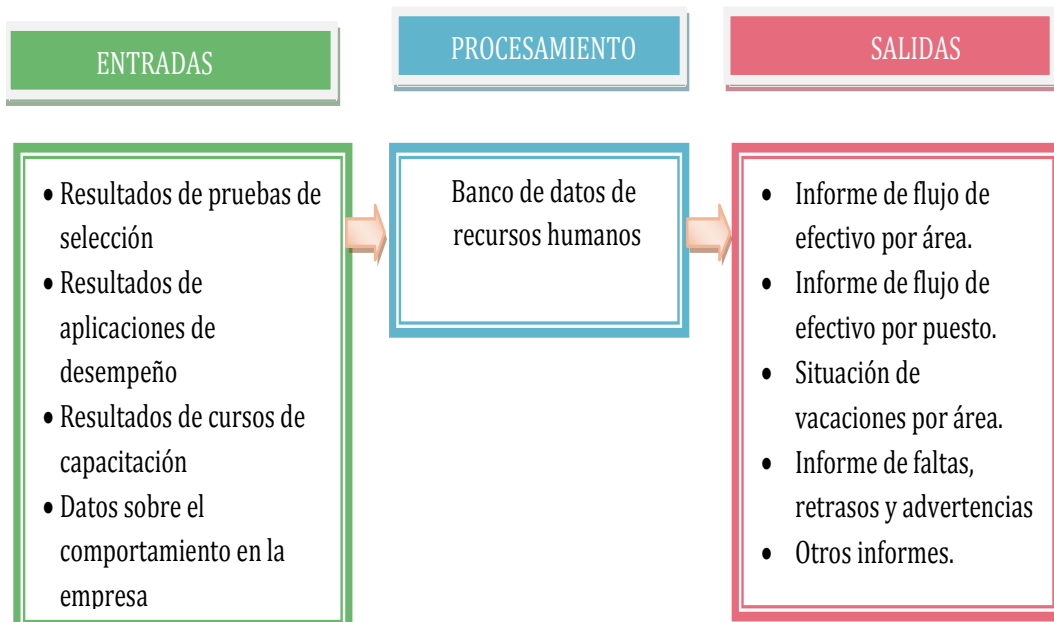 ENTRADAS
PROCESAMIENTO
SALIDAS
• Resultados de pruebas de
selección
• Resultados de
aplicaciones de
desempeño
• Resultados de cursos de
capacitación
• Datos sobre el
comportamiento en la
empresa
Banco de datos de
recursos humanos
• Informe de flujo de
efectivo por área.
• Informe de flujo de
efectivo por puesto.
• Situación de
vacaciones por área.
• Informe de faltas,
retrasos y advertencias
• Otros informes.